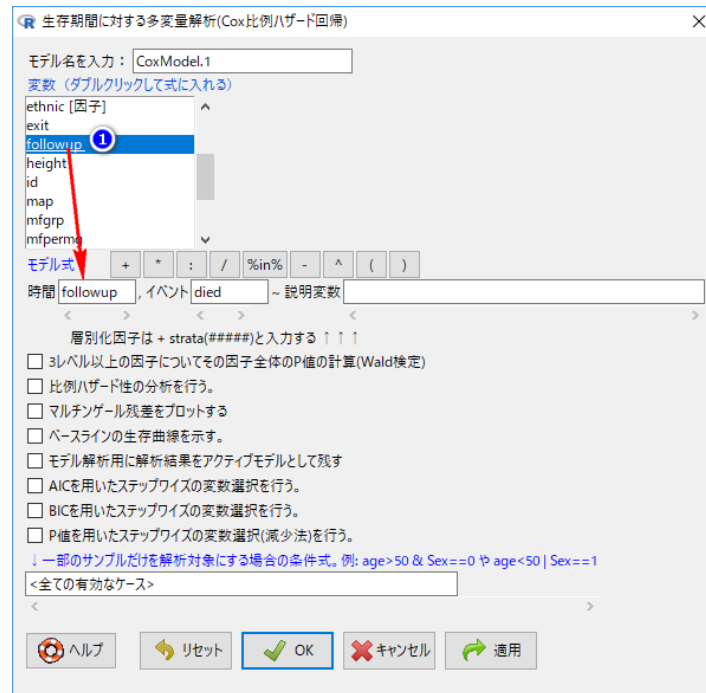 生存期間に対する多変量解析(Cox比例ハザード回帰)
モデル名を入力： CoxModel.1
変数（ダブルクリックして式に入れる）
ethnic [因子]
exit
followup 1
height
id
map
mfgrp
mfpermg
モデル式 + * : / %in% - ^ ( )
時間 followup , イベント died ~ 説明変数
層別化因子は + strata(#####)と入力する ↑ ↑ ↑
3レベル以上の因子についてその因子全体のP値の計算(Wald検定)
比例ハザード性の分析を行う。
マルチンゲール残差をプロットする
ベースラインの生存曲線を示す。
モデル解析用に解析結果をアクティブモデルとして残す
AICを用いたステップワイズの変数選択を行う。
BICを用いたステップワイズの変数選択を行う。
P値を用いたステップワイズの変数選択(減少法)を行う。
↓一部のサンプルだけを解析対象にする場合の条件式。例: age>50 & Sex==0 や age<50 | Sex==1
<全ての有効なケース>
ヘルプ リセット OK キャンセル 適用